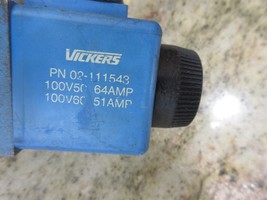 VICKERS
PN 02-111543
100V50 .64AMP
100V60 .51AMP